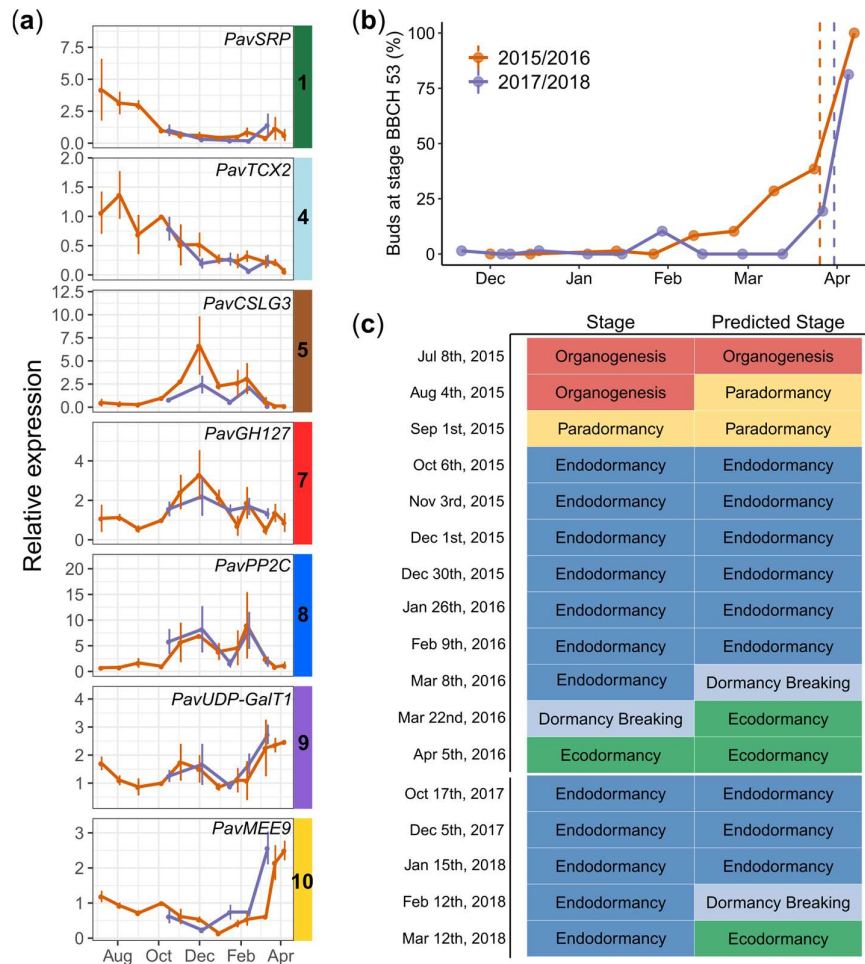 (a)
Relative expression
PavSRP
7.5
5.0
2.5
0.0
1
PavTCX2
2.0
1.5
1.0
0.5
0.0
4
PavCSLG3
12.5
10.0
7.5
5.0
2.5
0.0
5
PavGH127
4
2
0
7
PavPP2C
20
15
10
5
0
8
PavUDP-GalT1
4
3
2
1
0
9
PavMEE9
3
2
1
0
10
Aug Oct Dec Feb Apr
(b)
Buds at stage BBCH 53 (%)
100
75
50
25
0
2015/2016
2017/2018
Dec Jan Feb Mar Apr
(c)
Stage Predicted Stage
Jul 8th, 2015 Organogenesis Organogenesis
Aug 4th, 2015 Organogenesis Paradormancy
Sep 1st, 2015 Paradormancy Paradormancy
Oct 6th, 2015 Endodormancy Endodormancy
Nov 3rd, 2015 Endodormancy Endodormancy
Dec 1st, 2015 Endodormancy Endodormancy
Dec 30th, 2015 Endodormancy Endodormancy
Jan 26th, 2016 Endodormancy Endodormancy
Feb 9th, 2016 Endodormancy Endodormancy
Mar 8th, 2016 Endodormancy Dormancy Breaking
Mar 22nd, 2016 Dormancy Breaking Ecodormancy
Apr 5th, 2016 Ecodormancy Ecodormancy
Oct 17th, 2017 Endodormancy Endodormancy
Dec 5th, 2017 Endodormancy Endodormancy
Jan 15th, 2018 Endodormancy Endodormancy
Feb 12th, 2018 Endodormancy Dormancy Breaking
Mar 12th, 2018 Endodormancy Ecodormancy